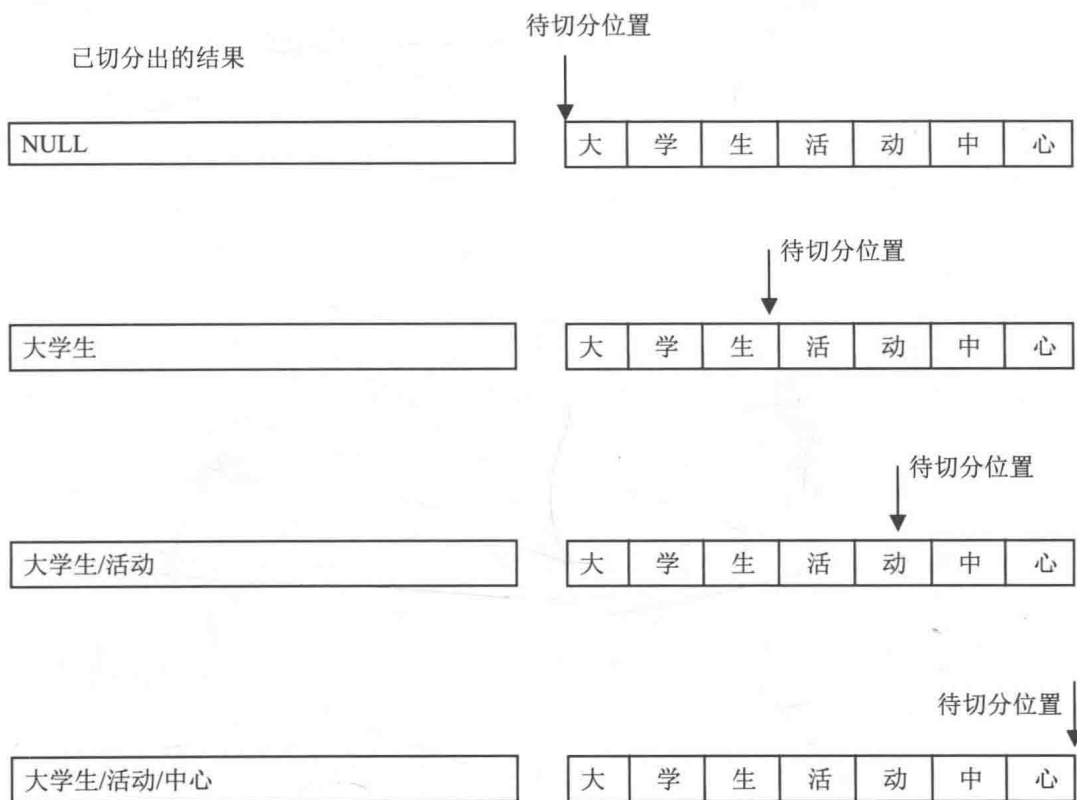 待切分位置
已切分出的结果
NULL
大 学 生 活 动 中 心
待切分位置
大学生
大 学 生 活 动 中 心
待切分位置
大学生/活动
大 学 生 活 动 中 心
待切分位置
大学生/活动/中心
大 学 生 活 动 中 心